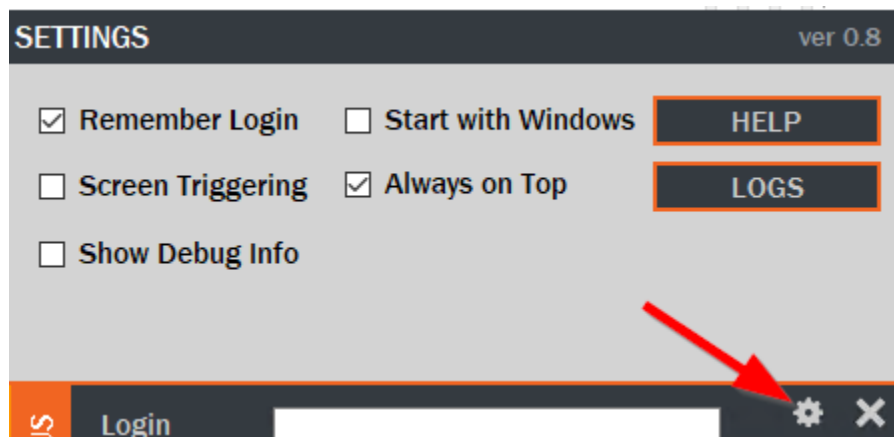 SETTINGS ver 0.8
Remember Login Start with Windows HELP
Screen Triggering Always on Top LOGS
Show Debug Info
Login